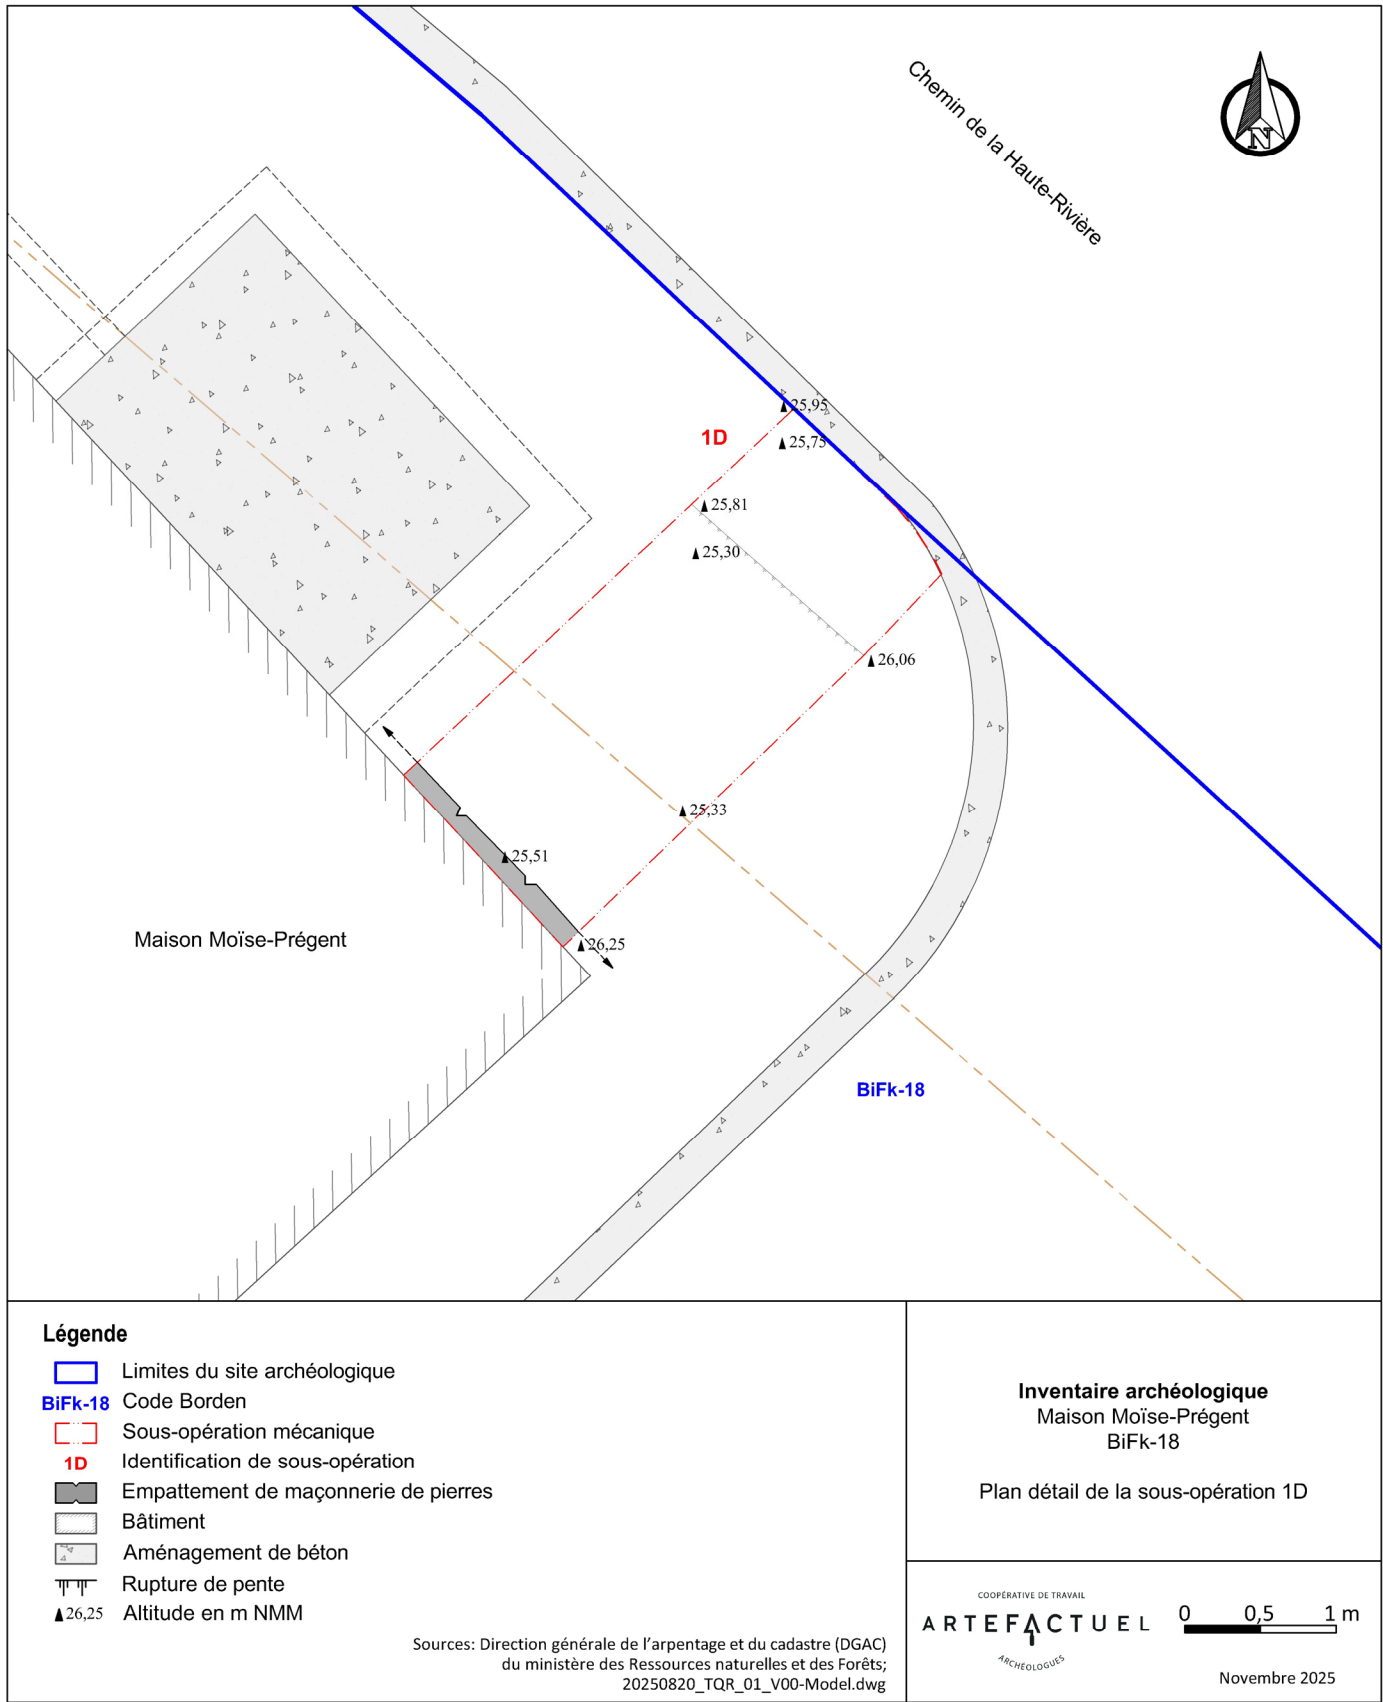 Chemin de la Haute-Rivière
N
25,95
1D
25,75
25,81
25,30
26,06
25,33
25,51
Maison Moïse-Prégent
26,25
BiFk-18
Légende
Limites du site archéologique
BiFk-18 Code Borden
Sous-opération mécanique
1D Identification de sous-opération
Empattement de maçonnerie de pierres
Bâtiment
Aménagement de béton
Rupture de pente
26,25 Altitude en m NMM
Sources: Direction générale de l'arpentage et du cadastre (DGAC)
du ministère des Ressources naturelles et des Forêts;
20250820_TQR_01_V00-Model.dwg
Inventaire archéologique
Maison Moïse-Prégent
BiFk-18
Plan détail de la sous-opération 1D
COOPÉRATIVE DE TRAVAIL
ARTEFACTUEL
ARCHÉOLOGUES
0 0,5 1 m
Novembre 2025